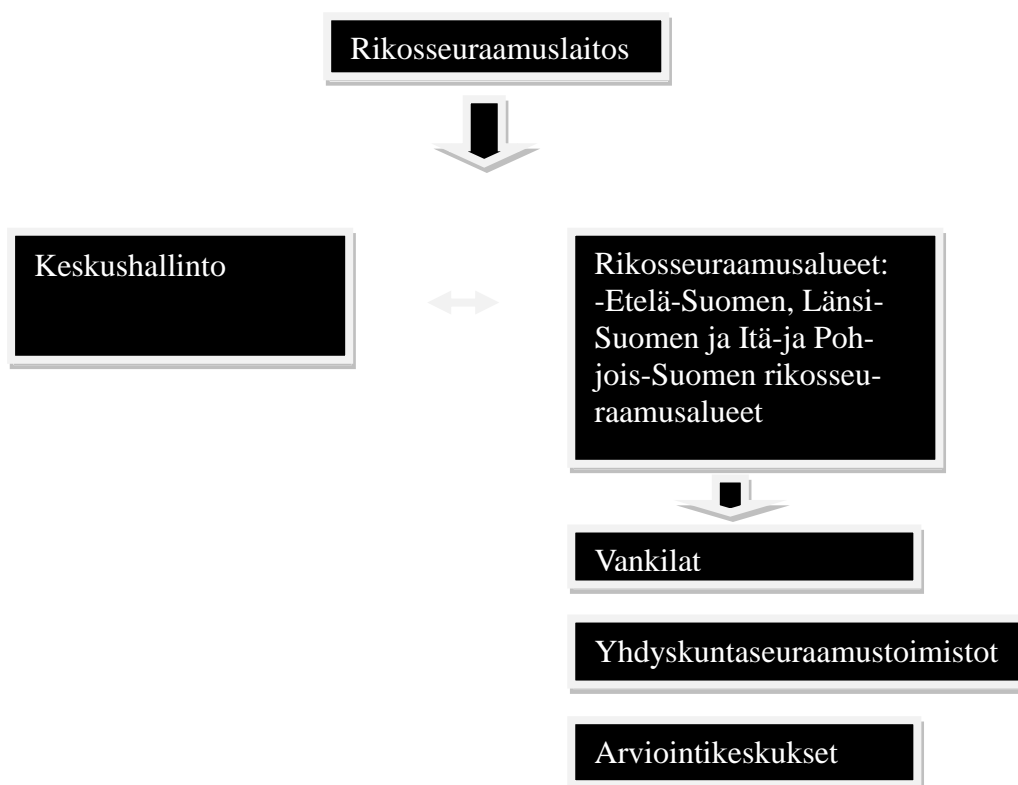 Rikosseuraamuslaitos
Keskushallinto
Rikosseuraamusalueet:
-Etelä-Suomen, Länsi-
Suomen ja Itä-ja Poh-
jois-Suomen rikosseu-
raamusalueet
Vankilat
Yhdyskuntaseuraamustoimistot
Arviointikeskukset